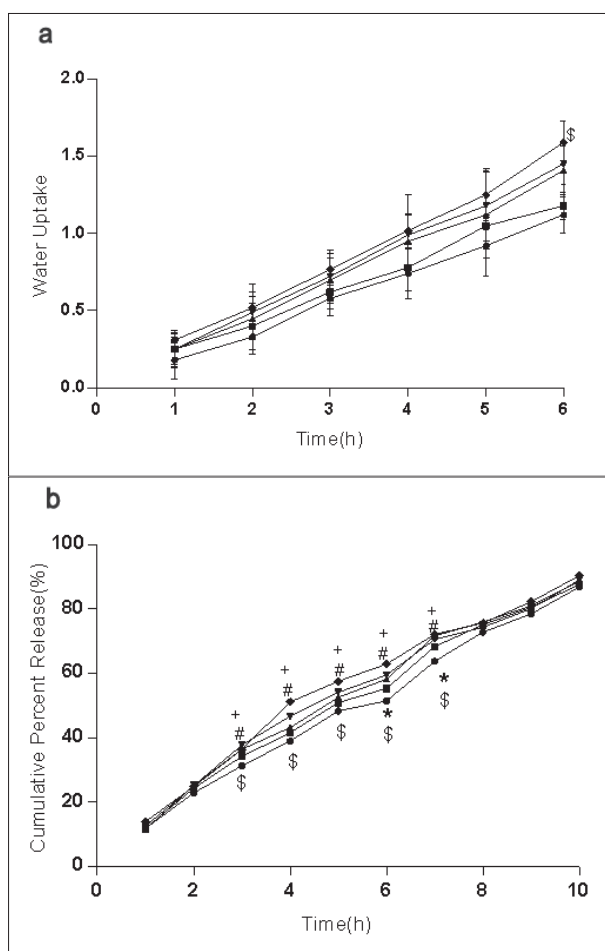 a
2.0
1.5
1.0
0.5
0.0
Water Uptake
$
0 1 2 3 4 5 6
Time(h)
b
100
80
60
40
20
0
Cumulative Percent Release(%)
+ + + + +
# # # # #
* *
$ $ $ $ $
0 2 4 6 8 10
Time(h)